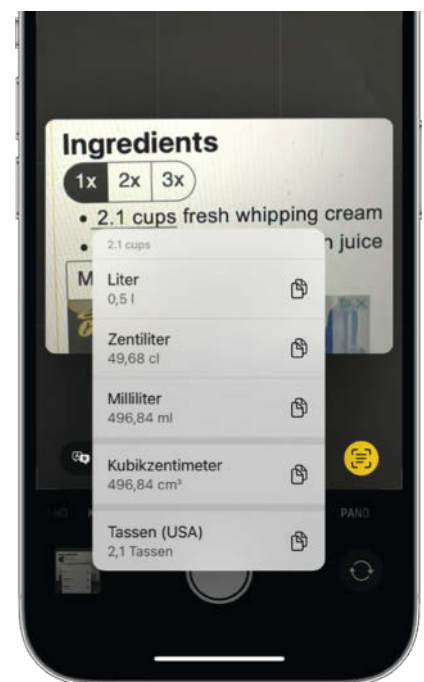 Ingredients
1x 2x 3x
• 2.1 cups fresh whipping cream
• n juice
M
2.1 cups
Liter
0,5 l
Zentiliter
49,68 cl
Milliliter
496,84 ml
Kubikzentimeter
496,84 cm³
PANO
Tassen (USA)
2,1 Tassen